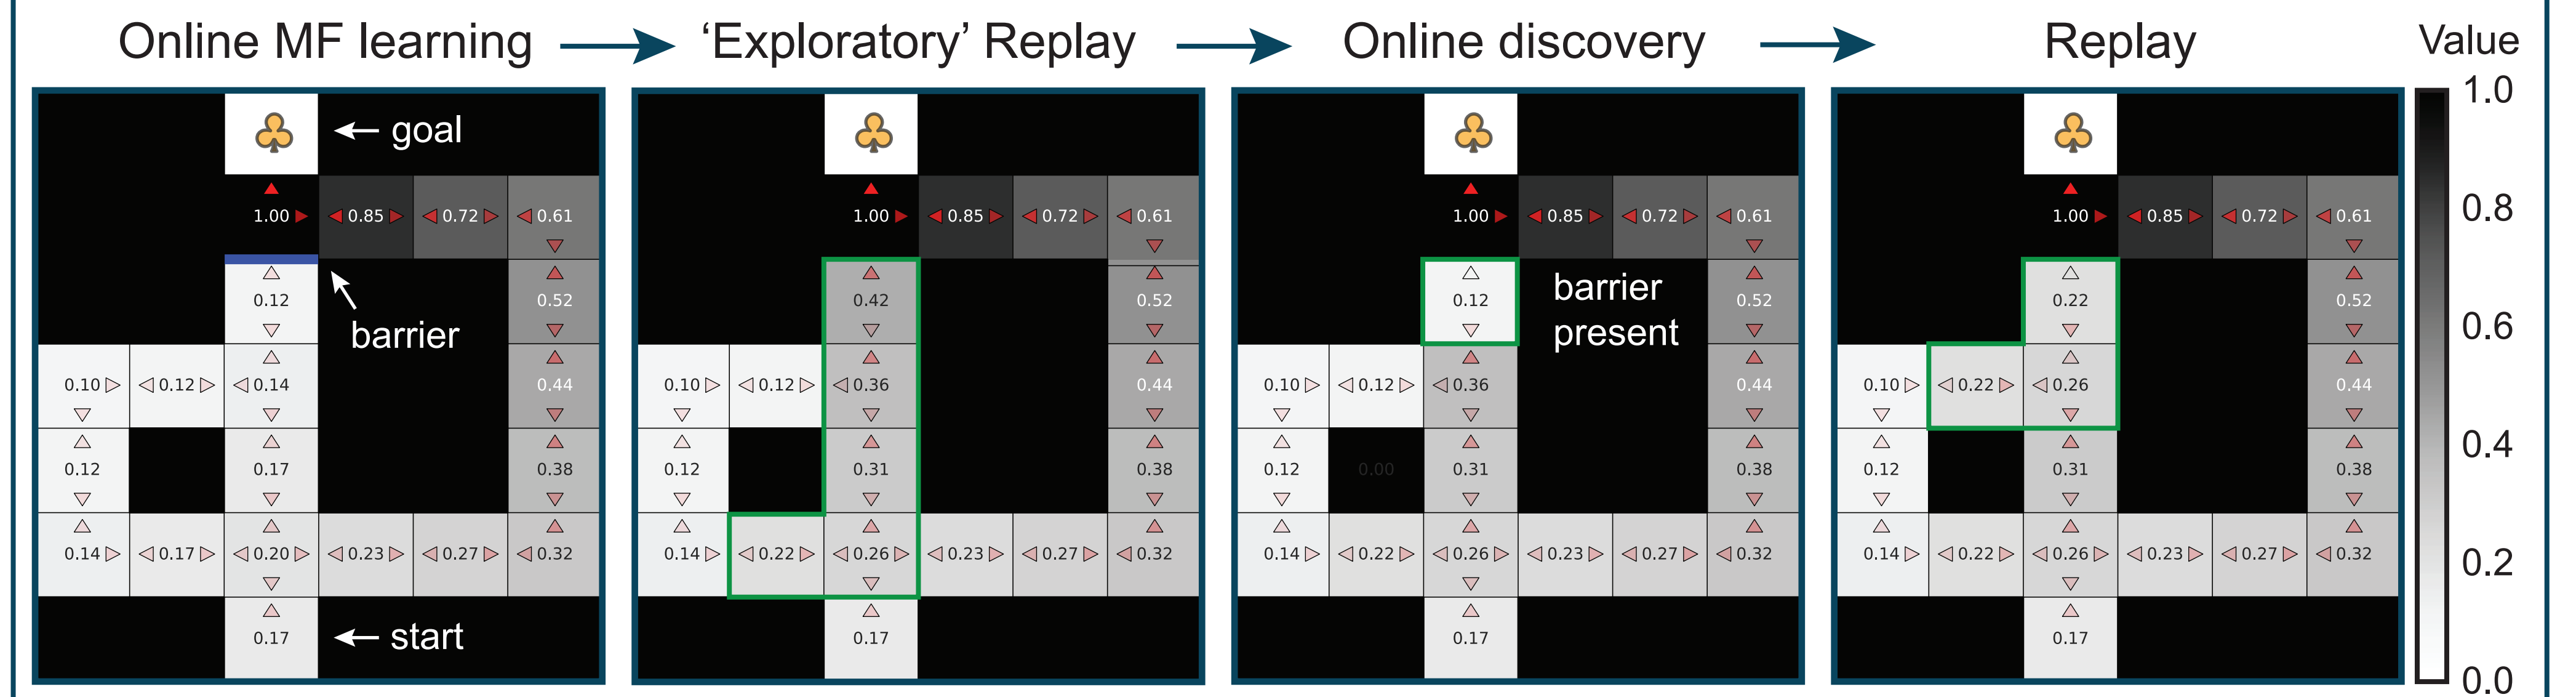 Online MF learning
‘Exploratory’ Replay
Online discovery
Replay
Value
goal
1.00 0.85 0.72 0.61
0.12 0.52
barrier
0.10 0.12 0.14 0.44
0.12 0.17 0.38
0.14 0.17 0.20 0.23 0.27 0.32
0.17
start
1.00 0.85 0.72 0.61
0.42 0.52
0.10 0.12 0.36 0.44
0.12 0.31 0.38
0.14 0.22 0.26 0.23 0.27 0.32
0.17
1.00 0.85 0.72 0.61
0.12 0.52
barrier
present
0.10 0.12 0.36 0.44
0.12 0.00 0.31 0.38
0.14 0.22 0.26 0.23 0.27 0.32
0.17
1.00 0.85 0.72 0.61
0.22 0.52
0.10 0.22 0.26 0.44
0.12 0.31 0.38
0.14 0.22 0.26 0.23 0.27 0.32
0.17
1.0
0.8
0.6
0.4
0.2
0.0